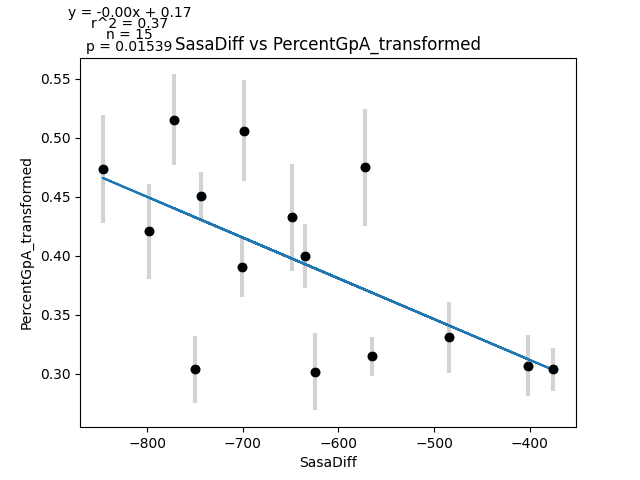 y = -0.00x + 0.17
r^2 = 0.37
n = 15
p = 0.01539
SasaDiff vs PercentGpA_transformed
PercentGpA_transformed
0.55
0.50
0.45
0.40
0.35
0.30
−800
−700
−600
−500
−400
SasaDiff